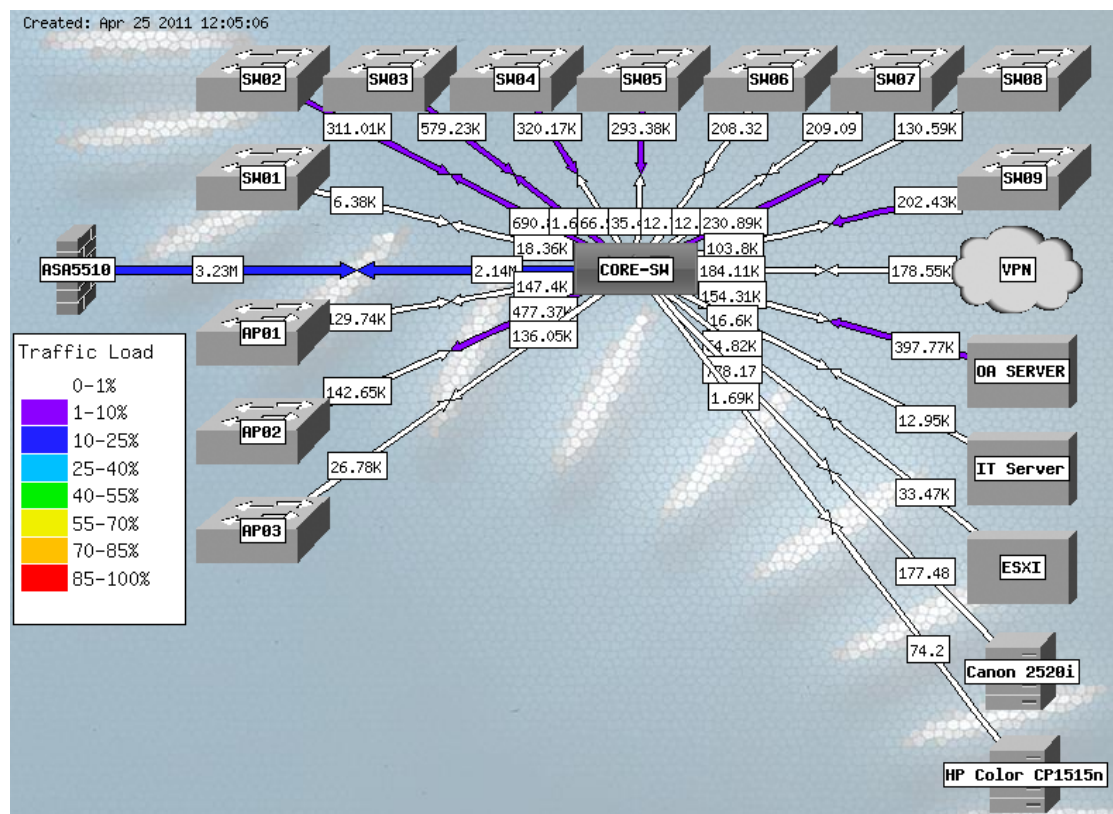 Created: Apr 25 2011 12:05:06
SW02
SW03
SW04
SW05
SW06
SW07
SW08
311.01K
579.23K
320.17K
293.38K
208.32
209.09
130.59K
SW01
SW09
6.38K
202.43K
230.89K
18.36K
103.8K
ASA5510
3.23M
2.14M
CORE-SW
184.11K
178.55K
VPN
147.4K
154.31K
129.74K
477.37K
16.6K
AP01
136.05K
397.77K
OA SERVER
142.65K
1.69K
AP02
12.95K
26.78K
IT Server
33.47K
AP03
ESXI
177.48
74.2
Canon 2520i
HP Color CP1515n
Traffic Load
0-1%
1-10%
10-25%
25-40%
40-55%
55-70%
70-85%
85-100%